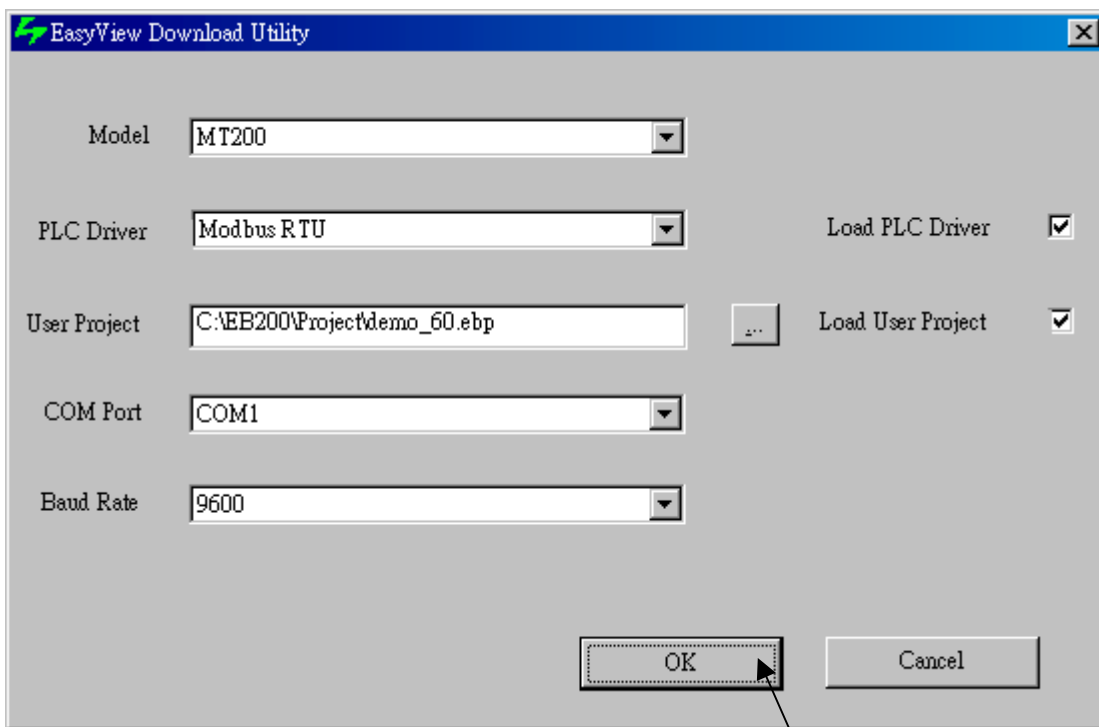 EasyView Download Utility
Model MT200
PLC Driver Modbus RTU Load PLC Driver
User Project C:\EB200\Project\demo_60.ebp ... Load User Project
COM Port COM1
Baud Rate 9600
OK Cancel